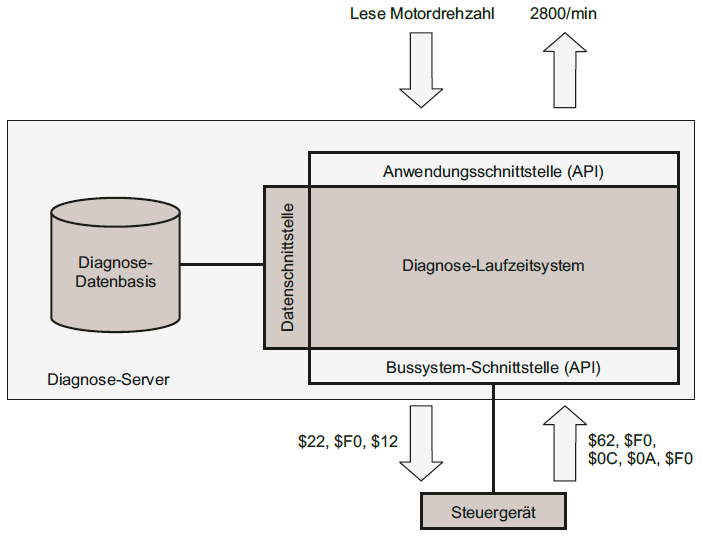 Lese Motordrehzahl
2800/min
Anwendungsschnittstelle (API)
Datenschnittstelle
Diagnose-
Datenbasis
Diagnose-Laufzeitsystem
Bussystem-Schnittstelle (API)
Diagnose-Server
$22, $F0, $12
$62, $F0,
$0C, $0A, $F0
Steuergerät